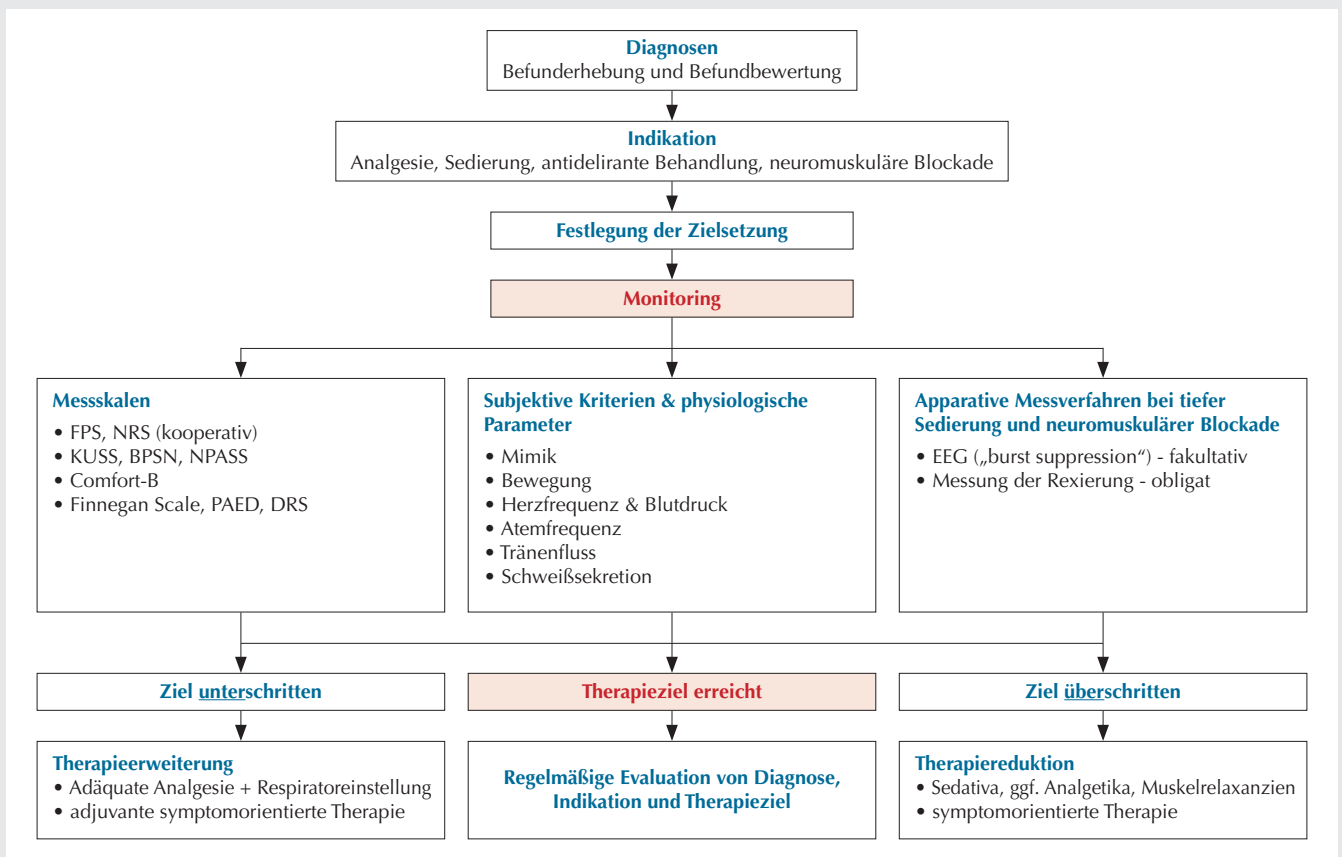 Diagnosen
Befunderhebung und Befundbewertung
Indikation
Analgesie, Sedierung, antidelirante Behandlung, neuromuskuläre Blockade
Festlegung der Zielsetzung
Monitoring
Messskalen
• FPS, NRS (kooperativ)
• KUSS, BPSN, NPASS
• Comfort-B
• Finnegan Scale, PAED, DRS
Subjektive Kriterien & physiologische
Parameter
• Mimik
• Bewegung
• Herzfrequenz & Blutdruck
• Atemfrequenz
• Tränenfluss
• Schweißsekretion
Apparative Messverfahren bei tiefer
Sedierung und neuromuskulärer Blockade
• EEG („burst suppression“) - fakultativ
• Messung der Rexierung - obligat
Ziel unterschritten
Therapieziel erreicht
Ziel überschritten
Therapieerweiterung
• Adäquate Analgesie + Respiratoreinstellung
• adjuvante symptomorientierte Therapie
Regelmäßige Evaluation von Diagnose,
Indikation und Therapieziel
Therapiereduktion
• Sedativa, ggf. Analgetika, Muskelrelaxanzien
• symptomorientierte Therapie